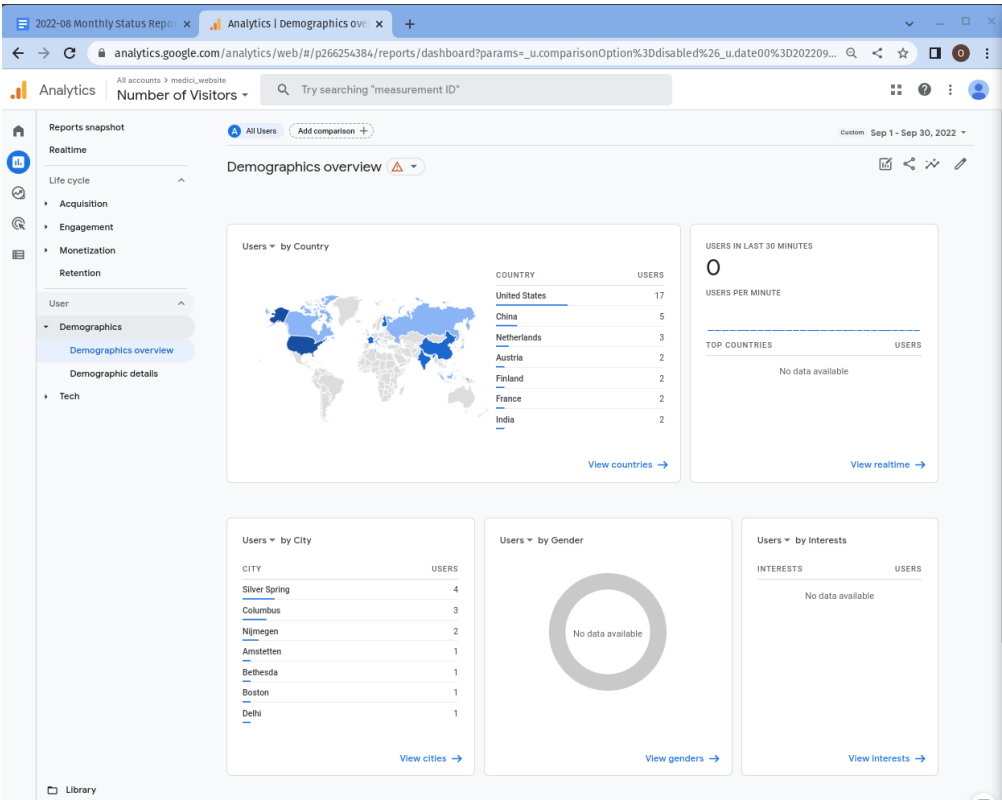 2022-08 Monthly Status Repor ×
Analytics | Demographics ove ×
analytics.google.com/analytics/web/#/p266254384/reports/dashboard?params=_u.comparisonOption%3Ddisabled%26_u.date00%3D202209...
O
Analytics
All accounts > medici_website
Number of Visitors
Try searching "measurement ID"
Reports snapshot
Realtime
Life cycle
Acquisition
Engagement
Monetization
Retention
User
Demographics
Demographics overview
Demographic details
Tech
Library
A All Users
Add comparison +
Custom Sep 1 - Sep 30, 2022
Demographics overview
Users by Country
COUNTRY USERS
United States 17
China 5
Netherlands 3
Austria 2
Finland 2
France 2
India 2
View countries →
USERS IN LAST 30 MINUTES
0
USERS PER MINUTE
TOP COUNTRIES USERS
No data available
View realtime →
Users by City
CITY USERS
Silver Spring 4
Columbus 3
Nijmegen 2
Amstetten 1
Bethesda 1
Boston 1
Delhi 1
View cities →
Users by Gender
No data available
View genders →
Users by Interests
INTERESTS USERS
No data available
View interests →